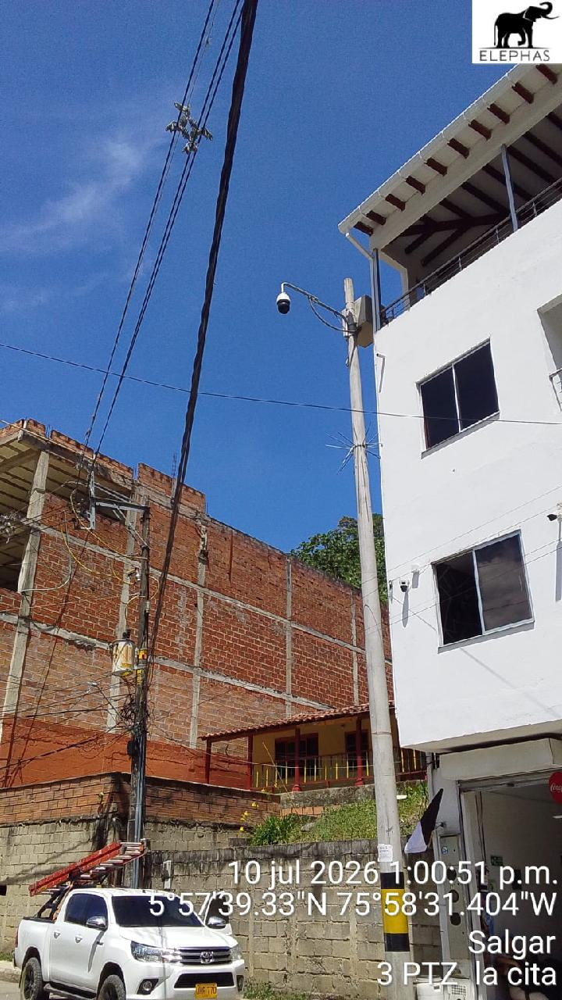 ELEPHAS
10 jul 2026 1:00:51 p.m.
5°57'39.33"N 75°58'31.404"W
Salgar
3 PTZ  la cita